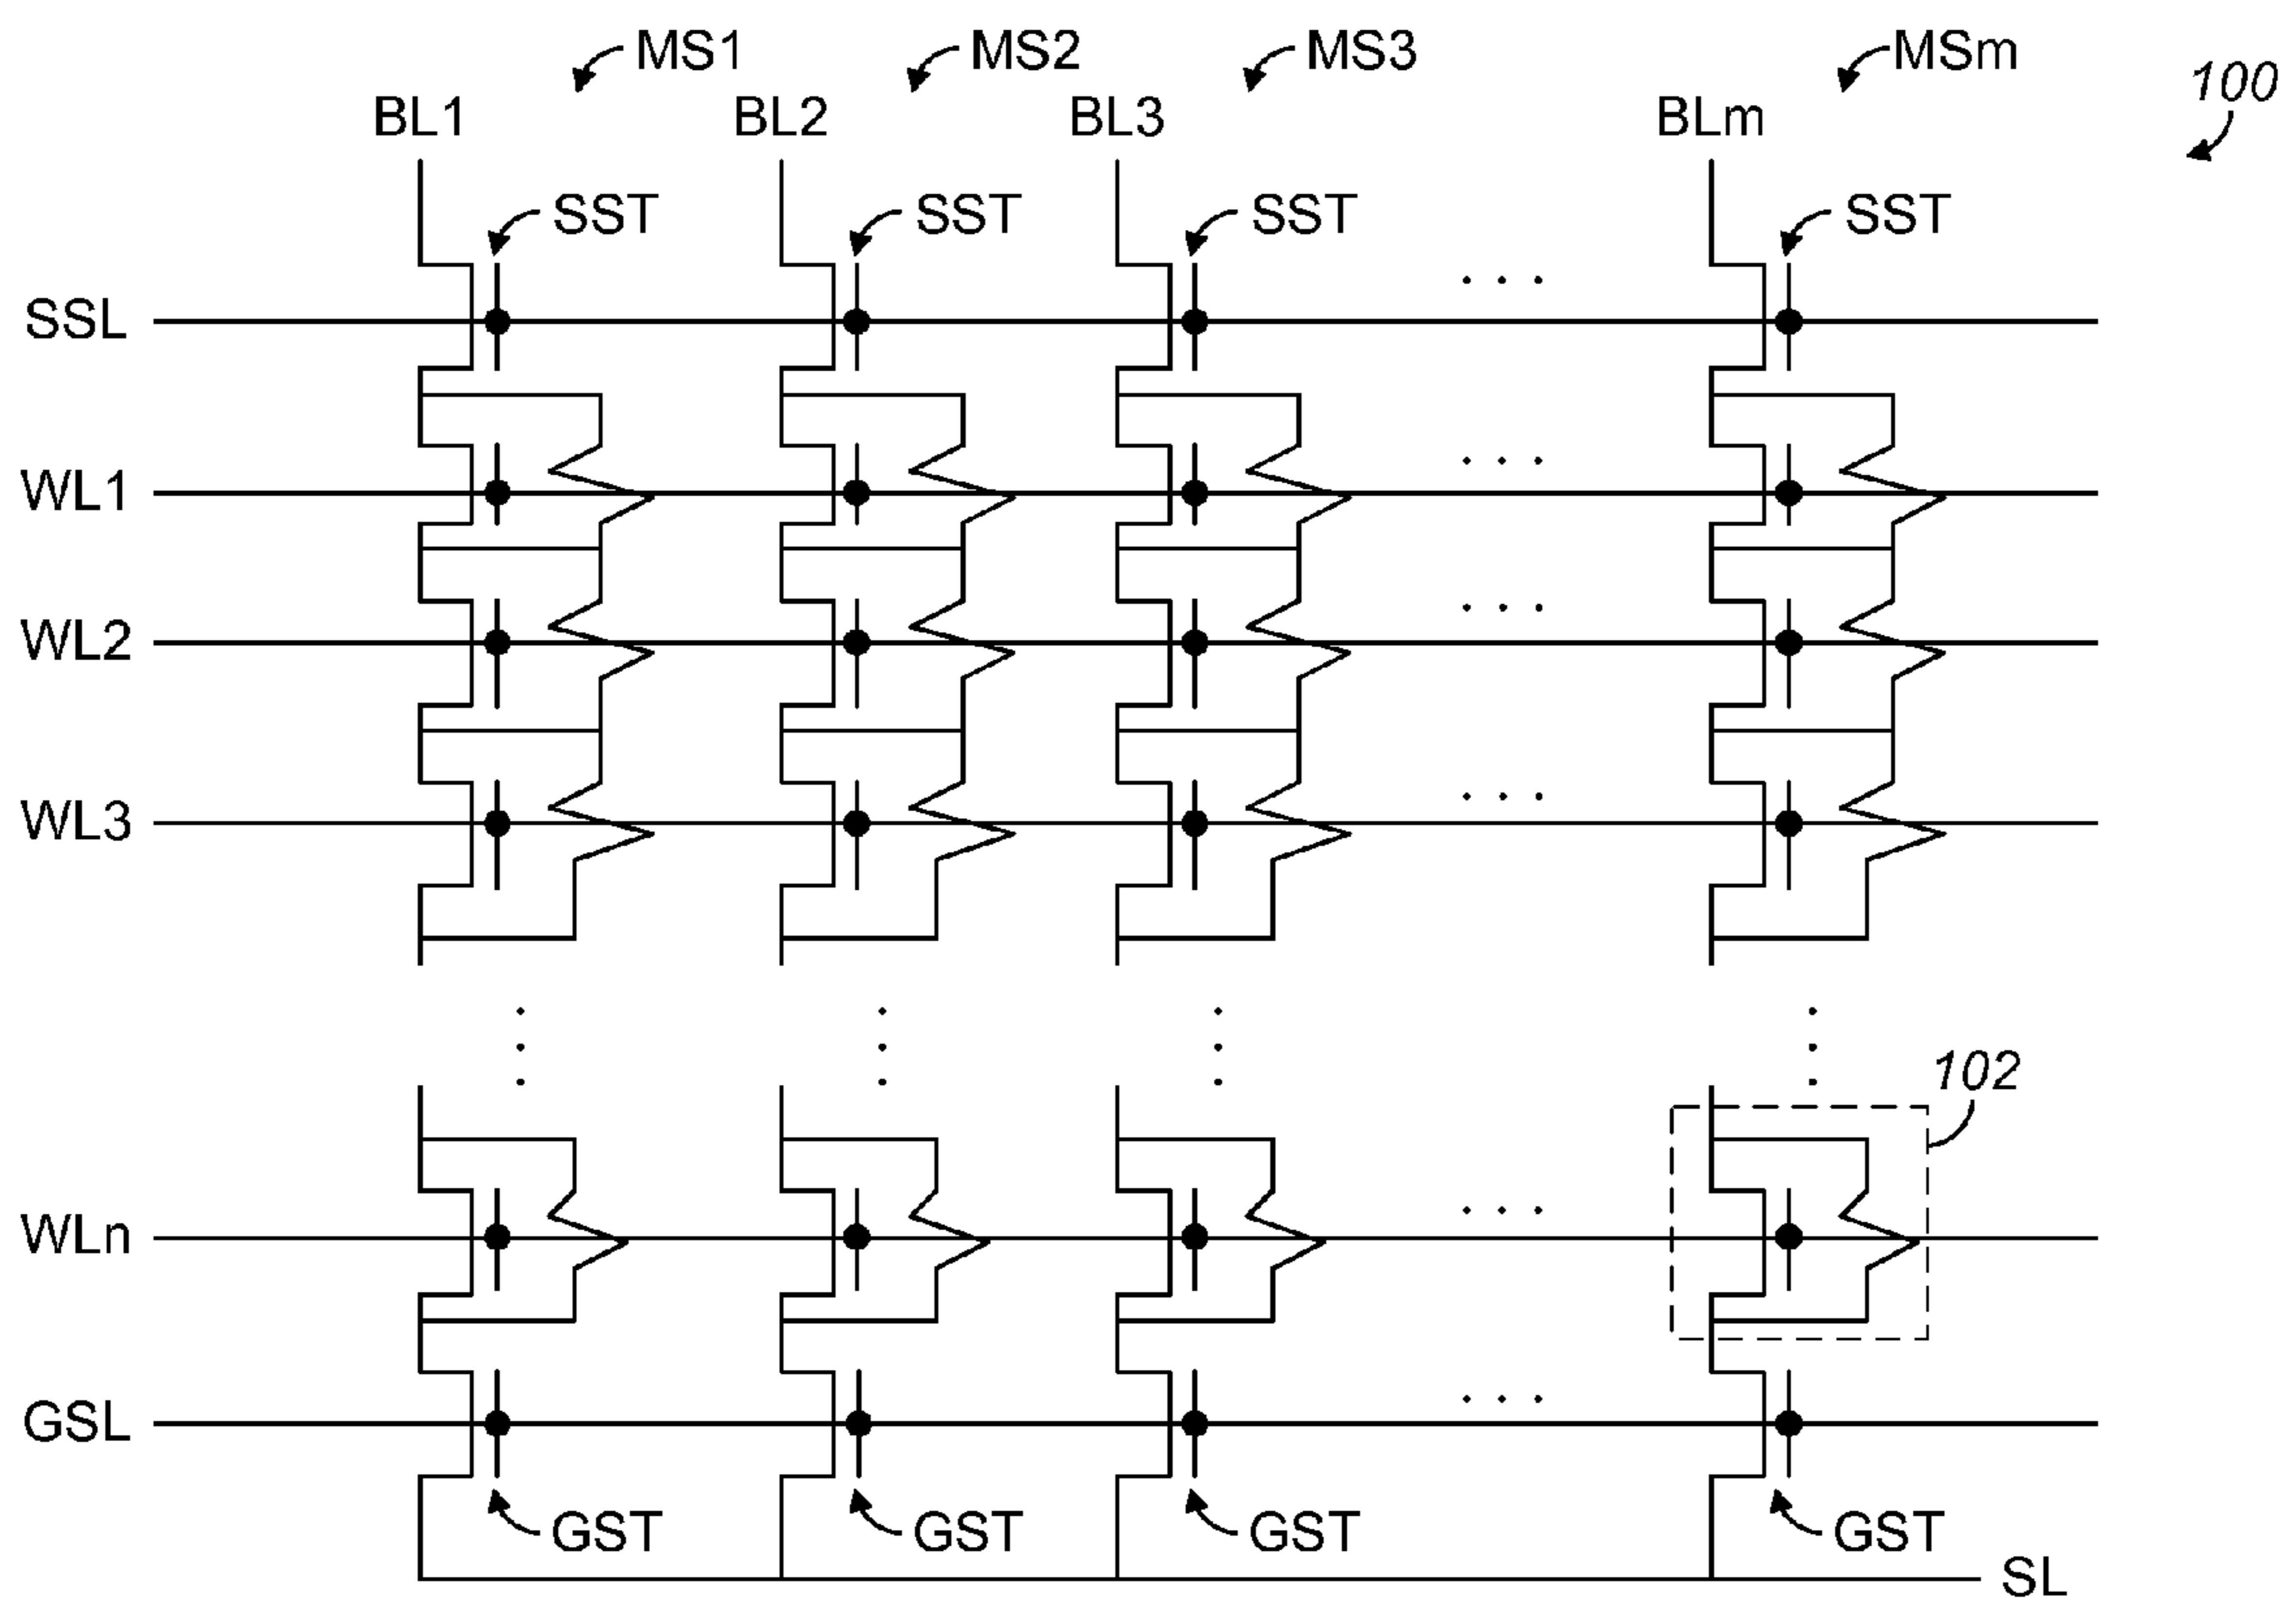 MS1 MS2 MS3 MSm
100
BL1 BL2 BL3 BLm
SST SST SST SST
SSL
WL1
WL2
WL3
102
WLn
GSL
GST GST GST GST
SL